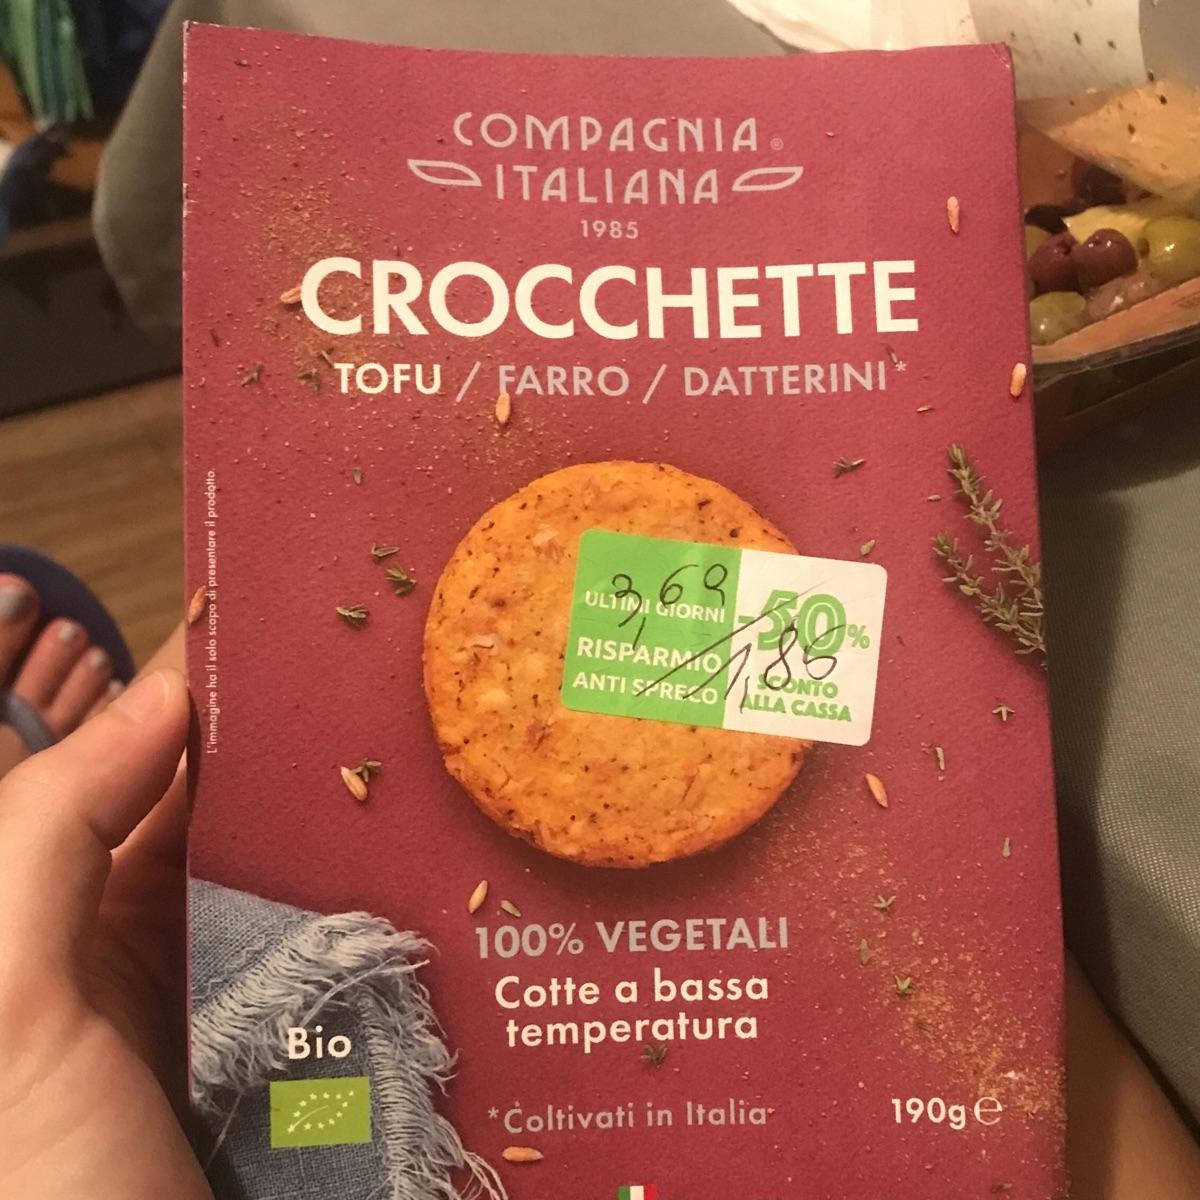 COMPAGNIA®
ITALIANA
1985
CROCCHETTE
TOFU / FARRO / DATTERINI*
L'immagine ha il solo scopo di presentare il prodotto.
3,69
ULTIMI GIORNI
RISPARMIO
ANTI SPRECO
-50%
1,86
SCONTO
ALLA CASSA
100% VEGETALI
Cotte a bassa
temperatura
Bio
*Coltivati in Italia
190g e